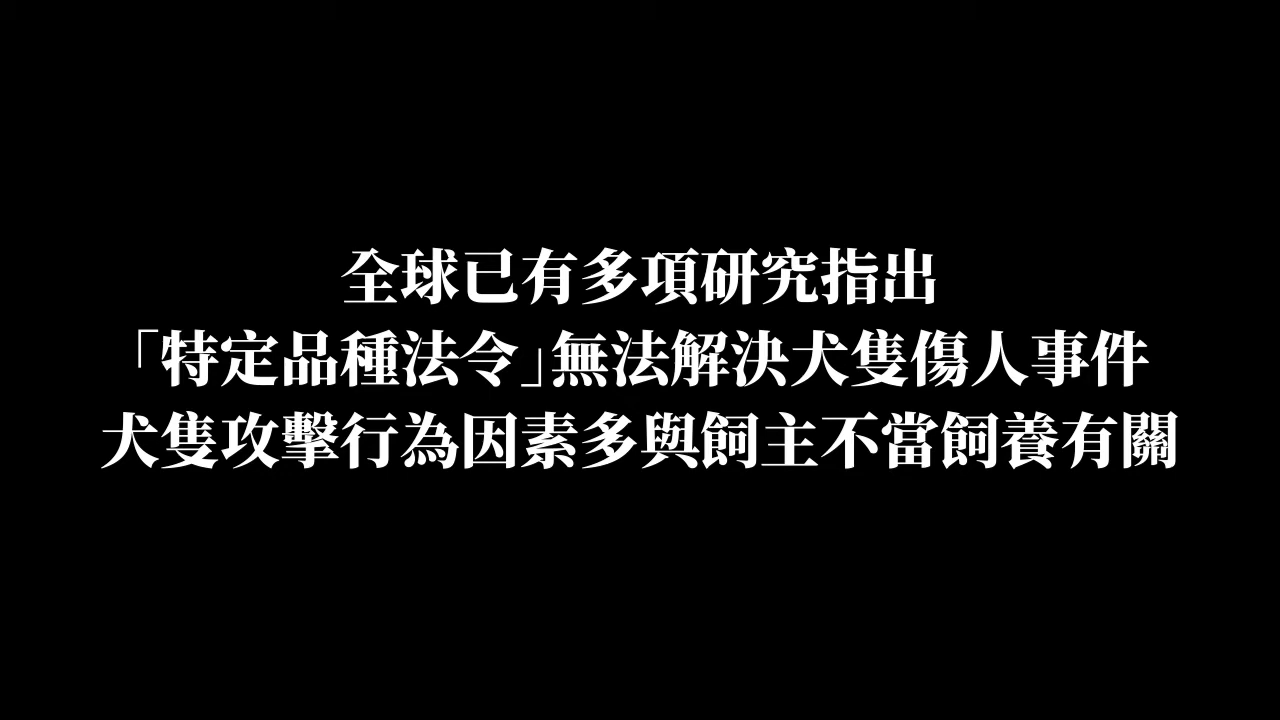 全球已有多項研究指出
「特定品種法令」無法解決犬隻傷人事件
犬隻攻擊行為因素多與飼主不當飼養有關